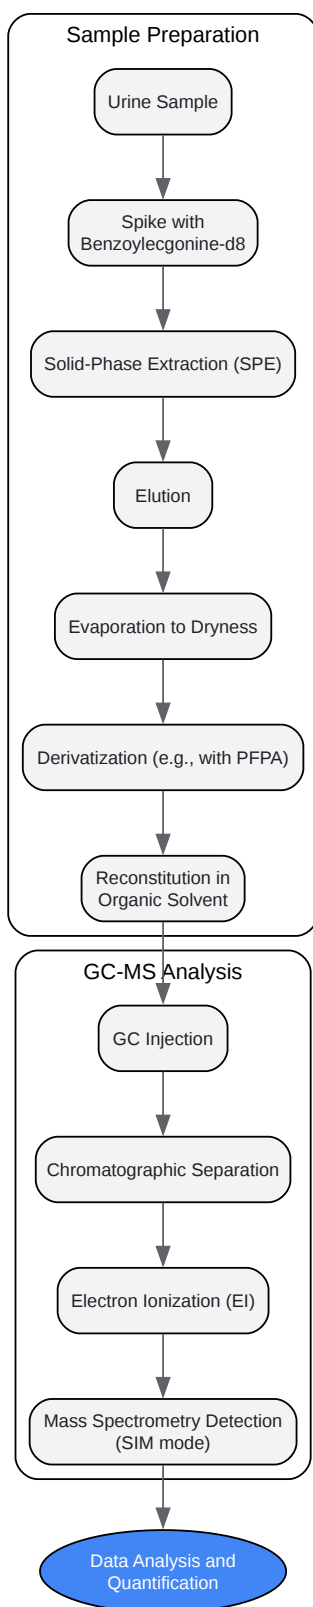 Sample Preparation
Urine Sample
Spike with
Benzoylecgonine-d8
Solid-Phase Extraction (SPE)
Elution
Evaporation to Dryness
Derivatization (e.g., with PFPA)
Reconstitution in
Organic Solvent
GC-MS Analysis
GC Injection
Chromatographic Separation
Electron Ionization (EI)
Mass Spectrometry Detection
(SIM mode)
Data Analysis and
Quantification